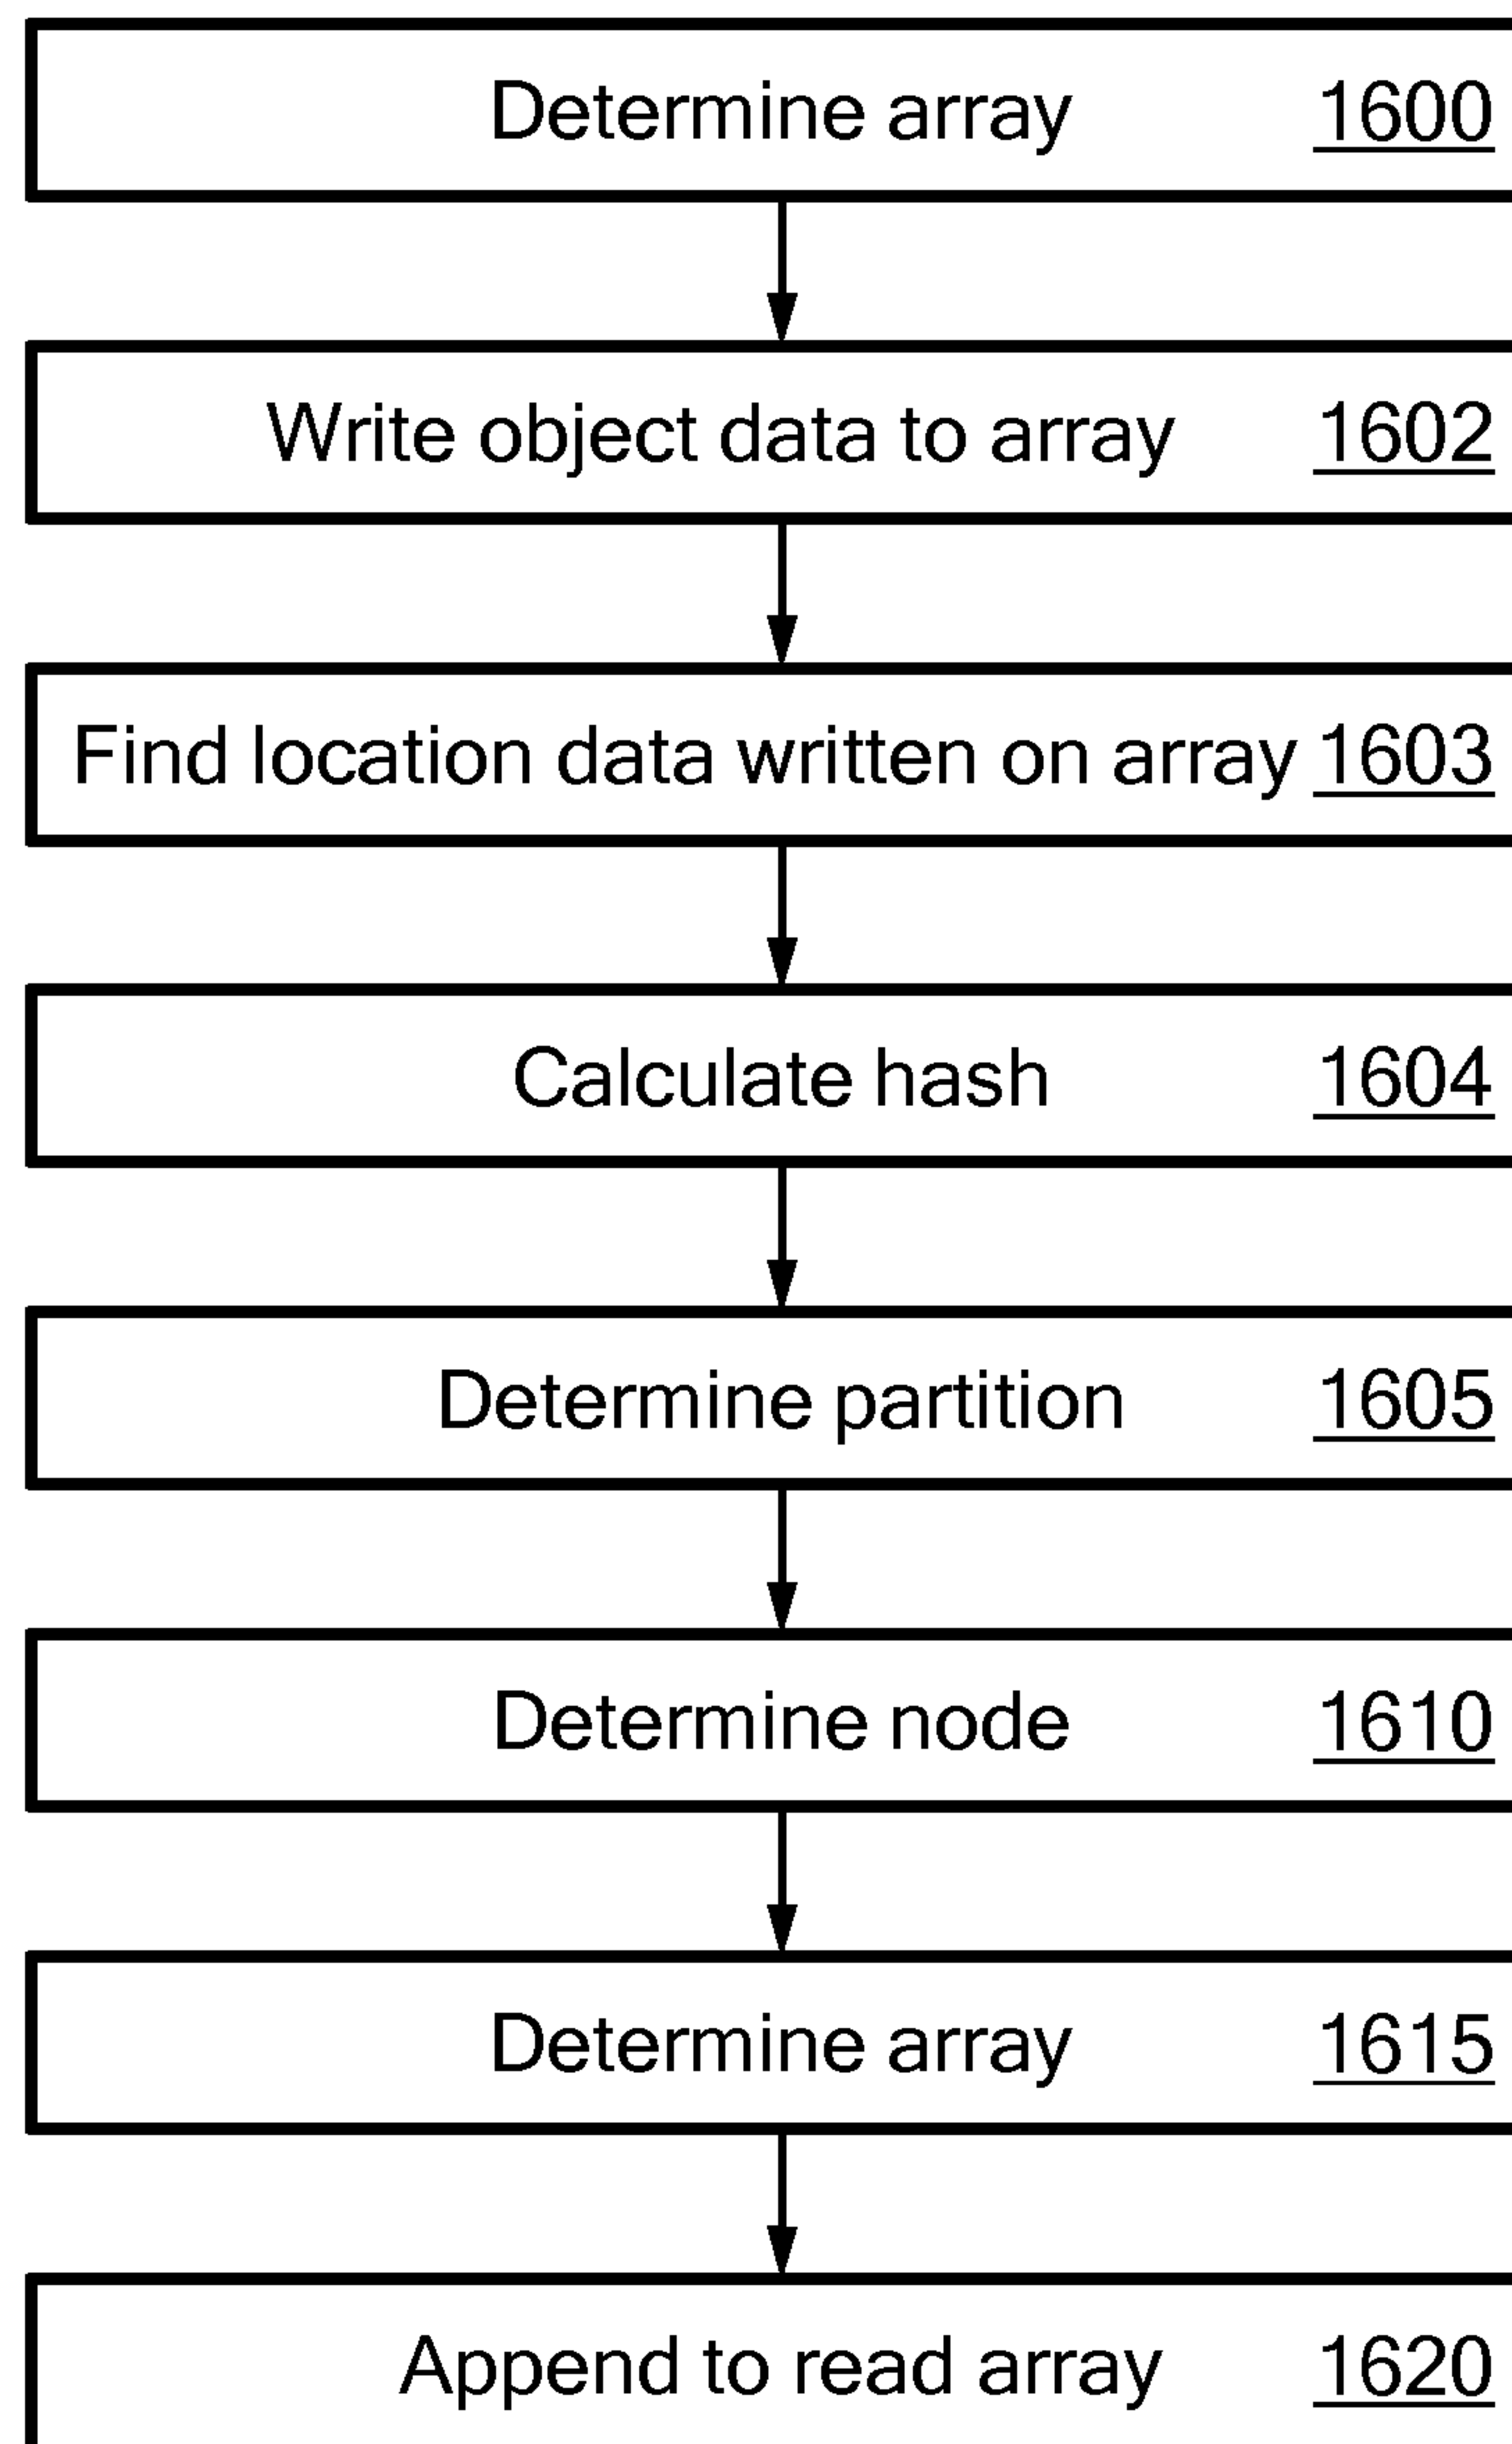 Determine array 1600
Write object data to array 1602
Find location data written on array 1603
Calculate hash 1604
Determine partition 1605
Determine node 1610
Determine array 1615
Append to read array 1620